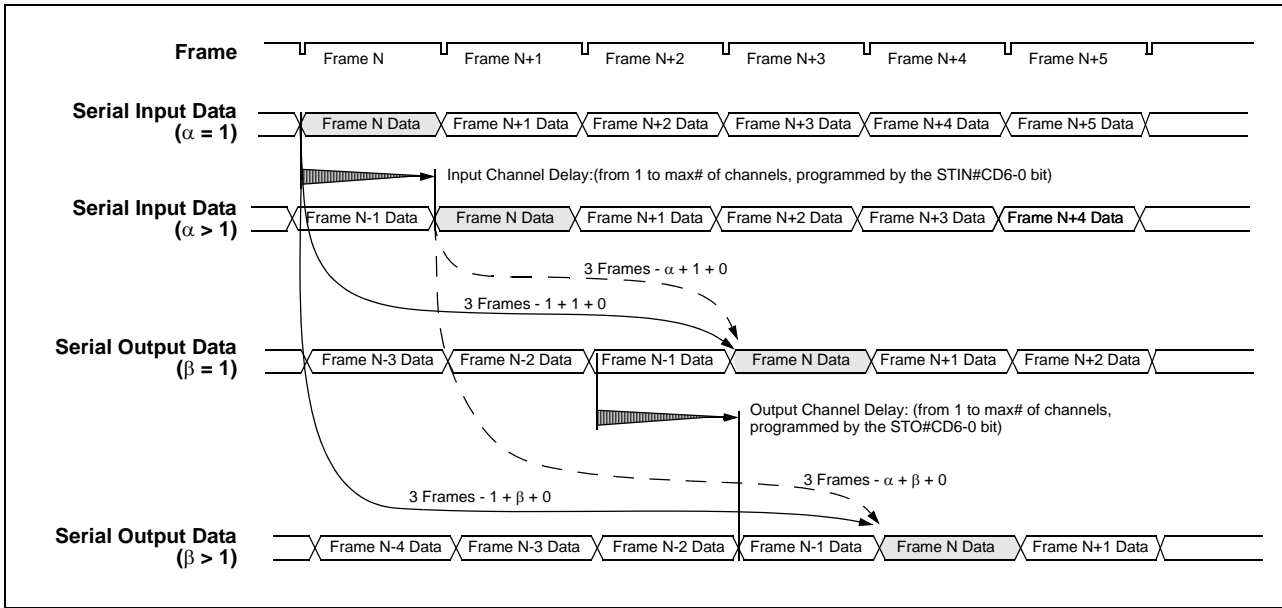 Frame
Frame N
Frame N+1
Frame N+2
Frame N+3
Frame N+4
Frame N+5
Serial Input Data
(α = 1)
Frame N Data
Frame N+1 Data
Frame N+2 Data
Frame N+3 Data
Frame N+4 Data
Frame N+5 Data
Input Channel Delay:(from 1 to max# of channels, programmed by the STIN#CD6-0 bit)
Serial Input Data
(α > 1)
Frame N-1 Data
Frame N Data
Frame N+1 Data
Frame N+2 Data
Frame N+3 Data
Frame N+4 Data
3 Frames - α + 1 + 0
3 Frames - 1 + 1 + 0
Serial Output Data
(β = 1)
Frame N-3 Data
Frame N-2 Data
Frame N-1 Data
Frame N Data
Frame N+1 Data
Frame N+2 Data
Output Channel Delay: (from 1 to max# of channels,
programmed by the STO#CD6-0 bit)
3 Frames - 1 + β + 0
3 Frames - α + β + 0
Serial Output Data
(β > 1)
Frame N-4 Data
Frame N-3 Data
Frame N-2 Data
Frame N-1 Data
Frame N Data
Frame N+1 Data